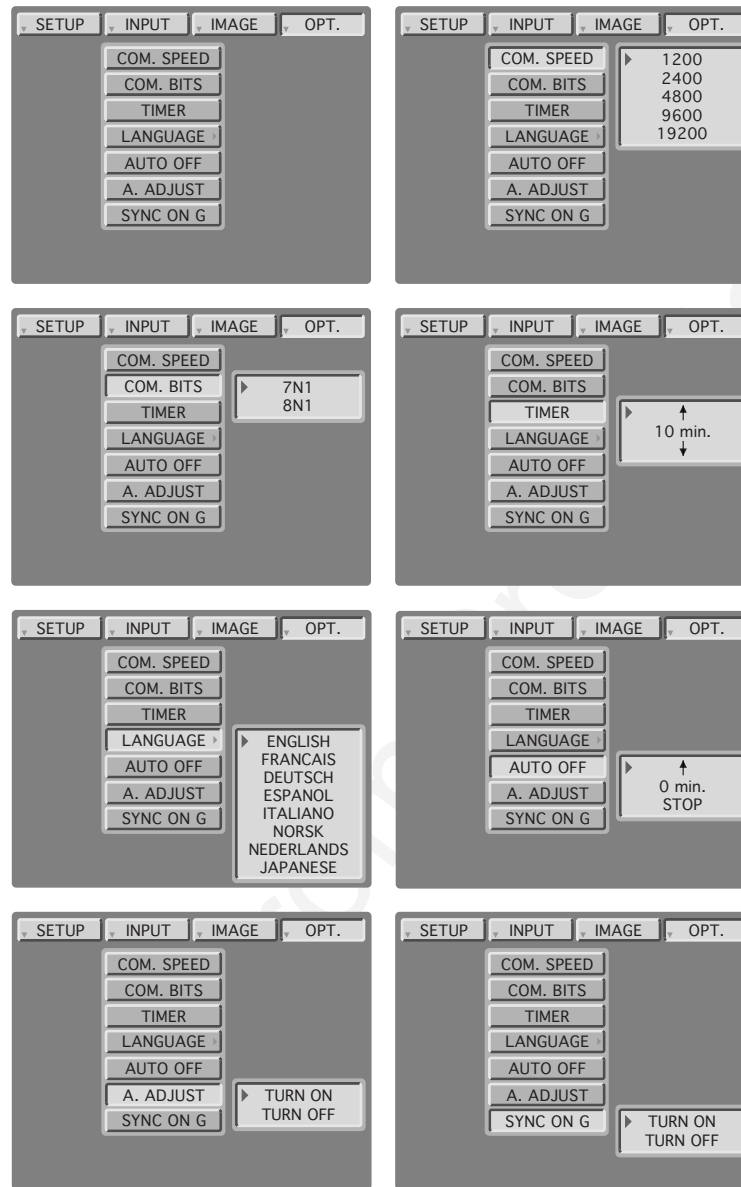 SETUP INPUT IMAGE OPT.
COM. SPEED
COM. BITS
TIMER
LANGUAGE
AUTO OFF
A. ADJUST
SYNC ON G
SETUP INPUT IMAGE OPT.
COM. SPEED
COM. BITS
TIMER
LANGUAGE
AUTO OFF
A. ADJUST
SYNC ON G
1200
2400
4800
9600
19200
SETUP INPUT IMAGE OPT.
COM. SPEED
COM. BITS
TIMER
LANGUAGE
AUTO OFF
A. ADJUST
SYNC ON G
7N1
8N1
SETUP INPUT IMAGE OPT.
COM. SPEED
COM. BITS
TIMER
LANGUAGE
AUTO OFF
A. ADJUST
SYNC ON G
10 min.
SETUP INPUT IMAGE OPT.
COM. SPEED
COM. BITS
TIMER
LANGUAGE
AUTO OFF
A. ADJUST
SYNC ON G
ENGLISH
FRANCAIS
DEUTSCH
ESPANOL
ITALIANO
NORSK
NEDERLANDS
JAPANESE
SETUP INPUT IMAGE OPT.
COM. SPEED
COM. BITS
TIMER
LANGUAGE
AUTO OFF
A. ADJUST
SYNC ON G
0 min.
STOP
SETUP INPUT IMAGE OPT.
COM. SPEED
COM. BITS
TIMER
LANGUAGE
AUTO OFF
A. ADJUST
SYNC ON G
TURN ON
TURN OFF
SETUP INPUT IMAGE OPT.
COM. SPEED
COM. BITS
TIMER
LANGUAGE
AUTO OFF
A. ADJUST
SYNC ON G
TURN ON
TURN OFF